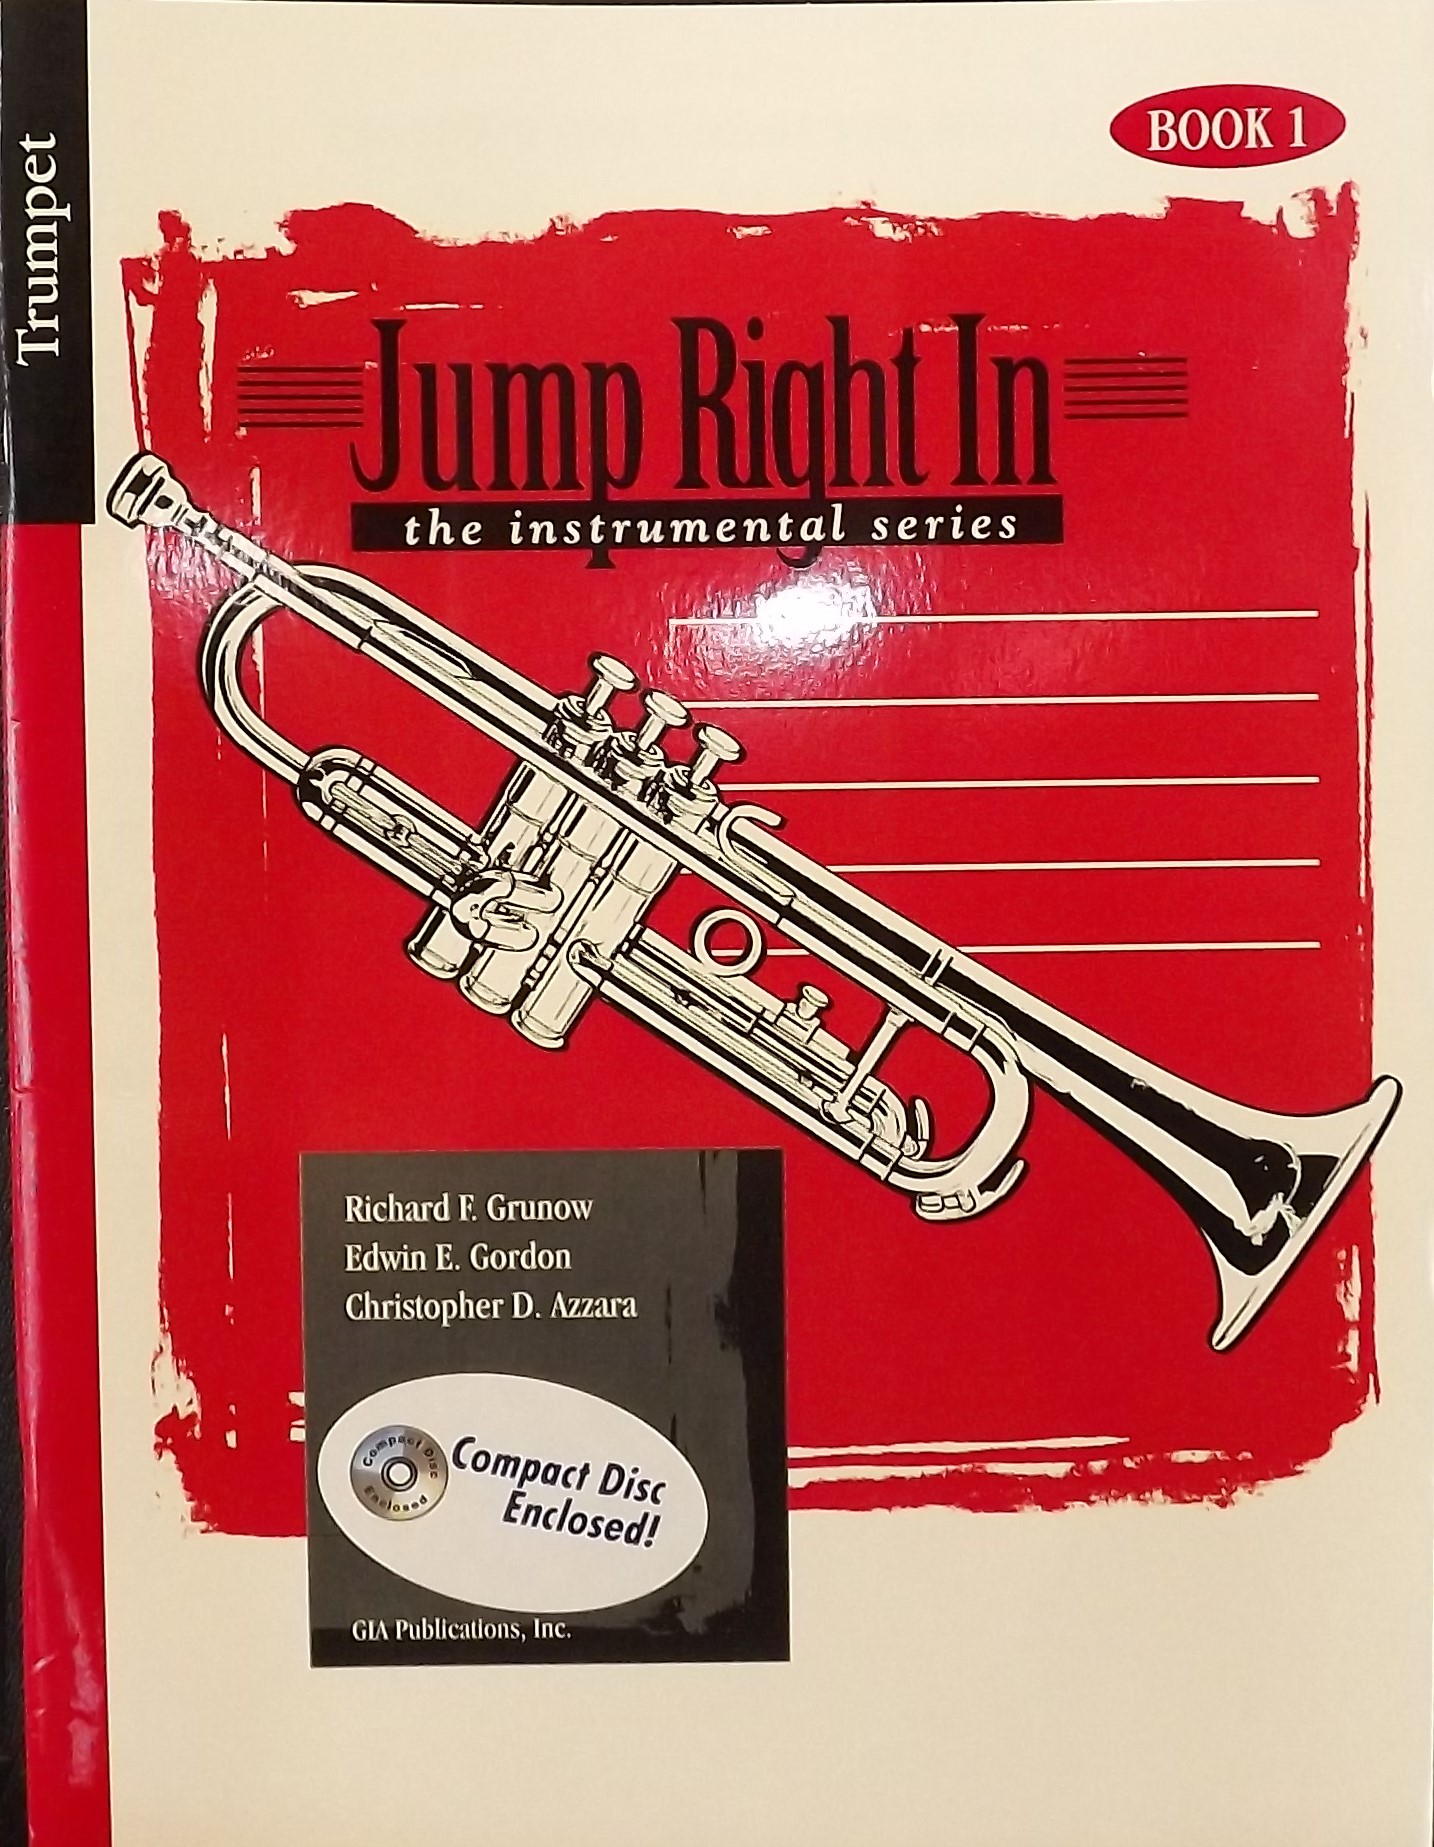 Trumpet
BOOK 1
Jump Right In
the instrumental series
Richard F. Grunow
Edwin E. Gordon
Christopher D. Azzara
Compact Disc
Enclosed
Compact Disc
Enclosed!
GIA Publications, Inc.